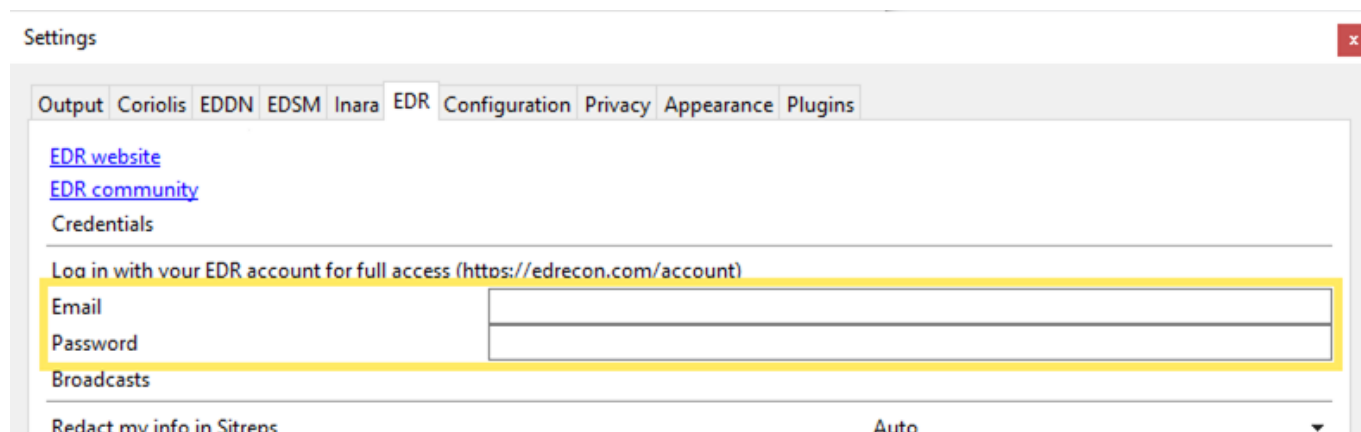 Settings
x
Output Coriolis EDDN EDSM Inara EDR Configuration Privacy Appearance Plugins
EDR website
EDR community
Credentials
Log in with your EDR account for full access (https://edrecon.com/account)
Email
Password
Broadcasts
Redact my info in Sitreps Auto